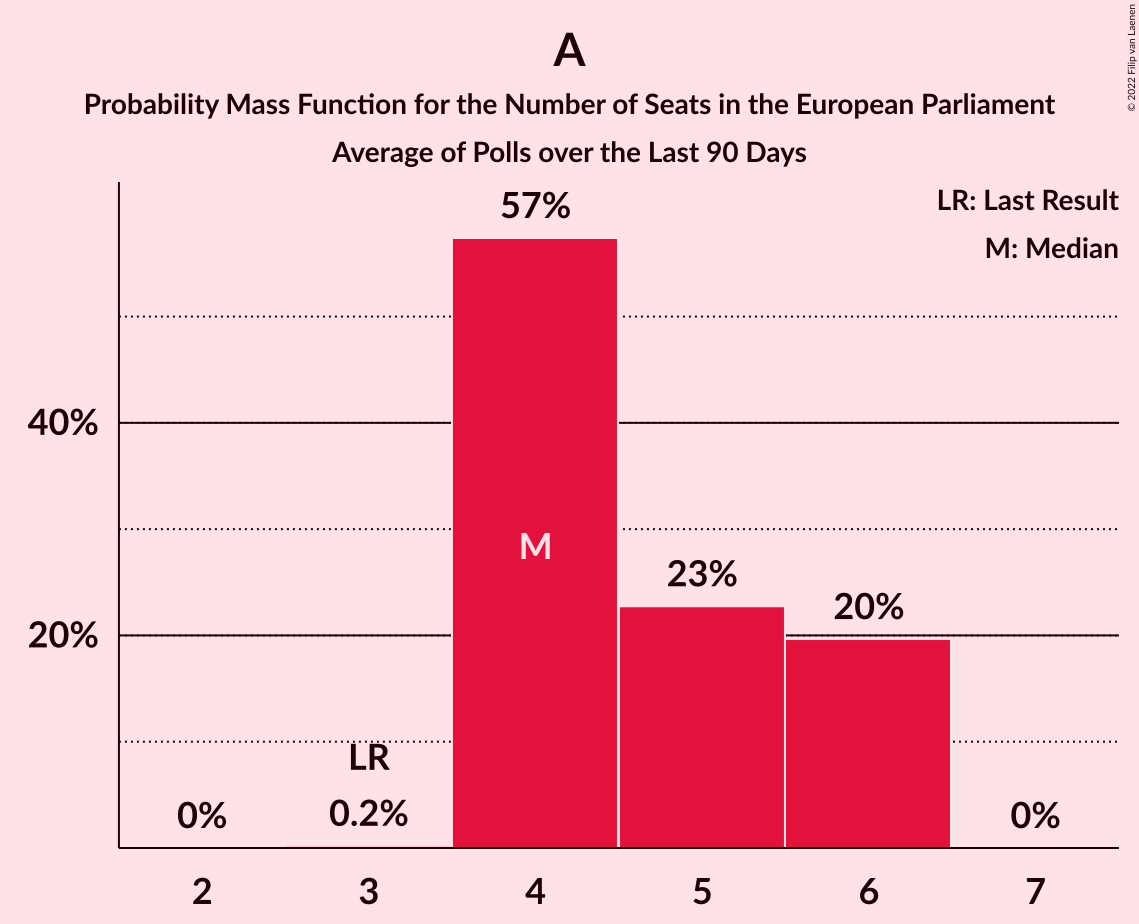 A
Probability Mass Function for the Number of Seats in the European Parliament
Average of Polls over the Last 90 Days
© 2022 Filip van Laenen
LR: Last Result
M: Median
57%
40%
M
23%
20%
20%
LR
0%
0.2%
0%
2 3 4 5 6 7